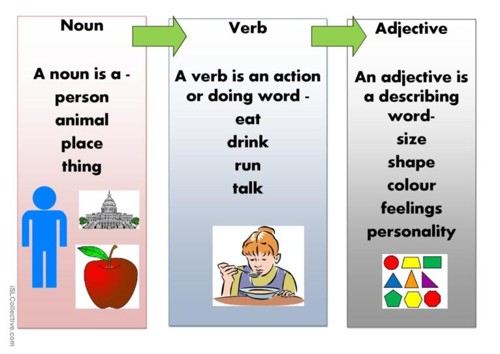 Noun
A noun is a -
person
animal
place
thing
Verb
A verb is an action
or doing word -
eat
drink
run
talk
Adjective
An adjective is
a describing
word-
size
shape
colour
feelings
personality
iSLCollective.com